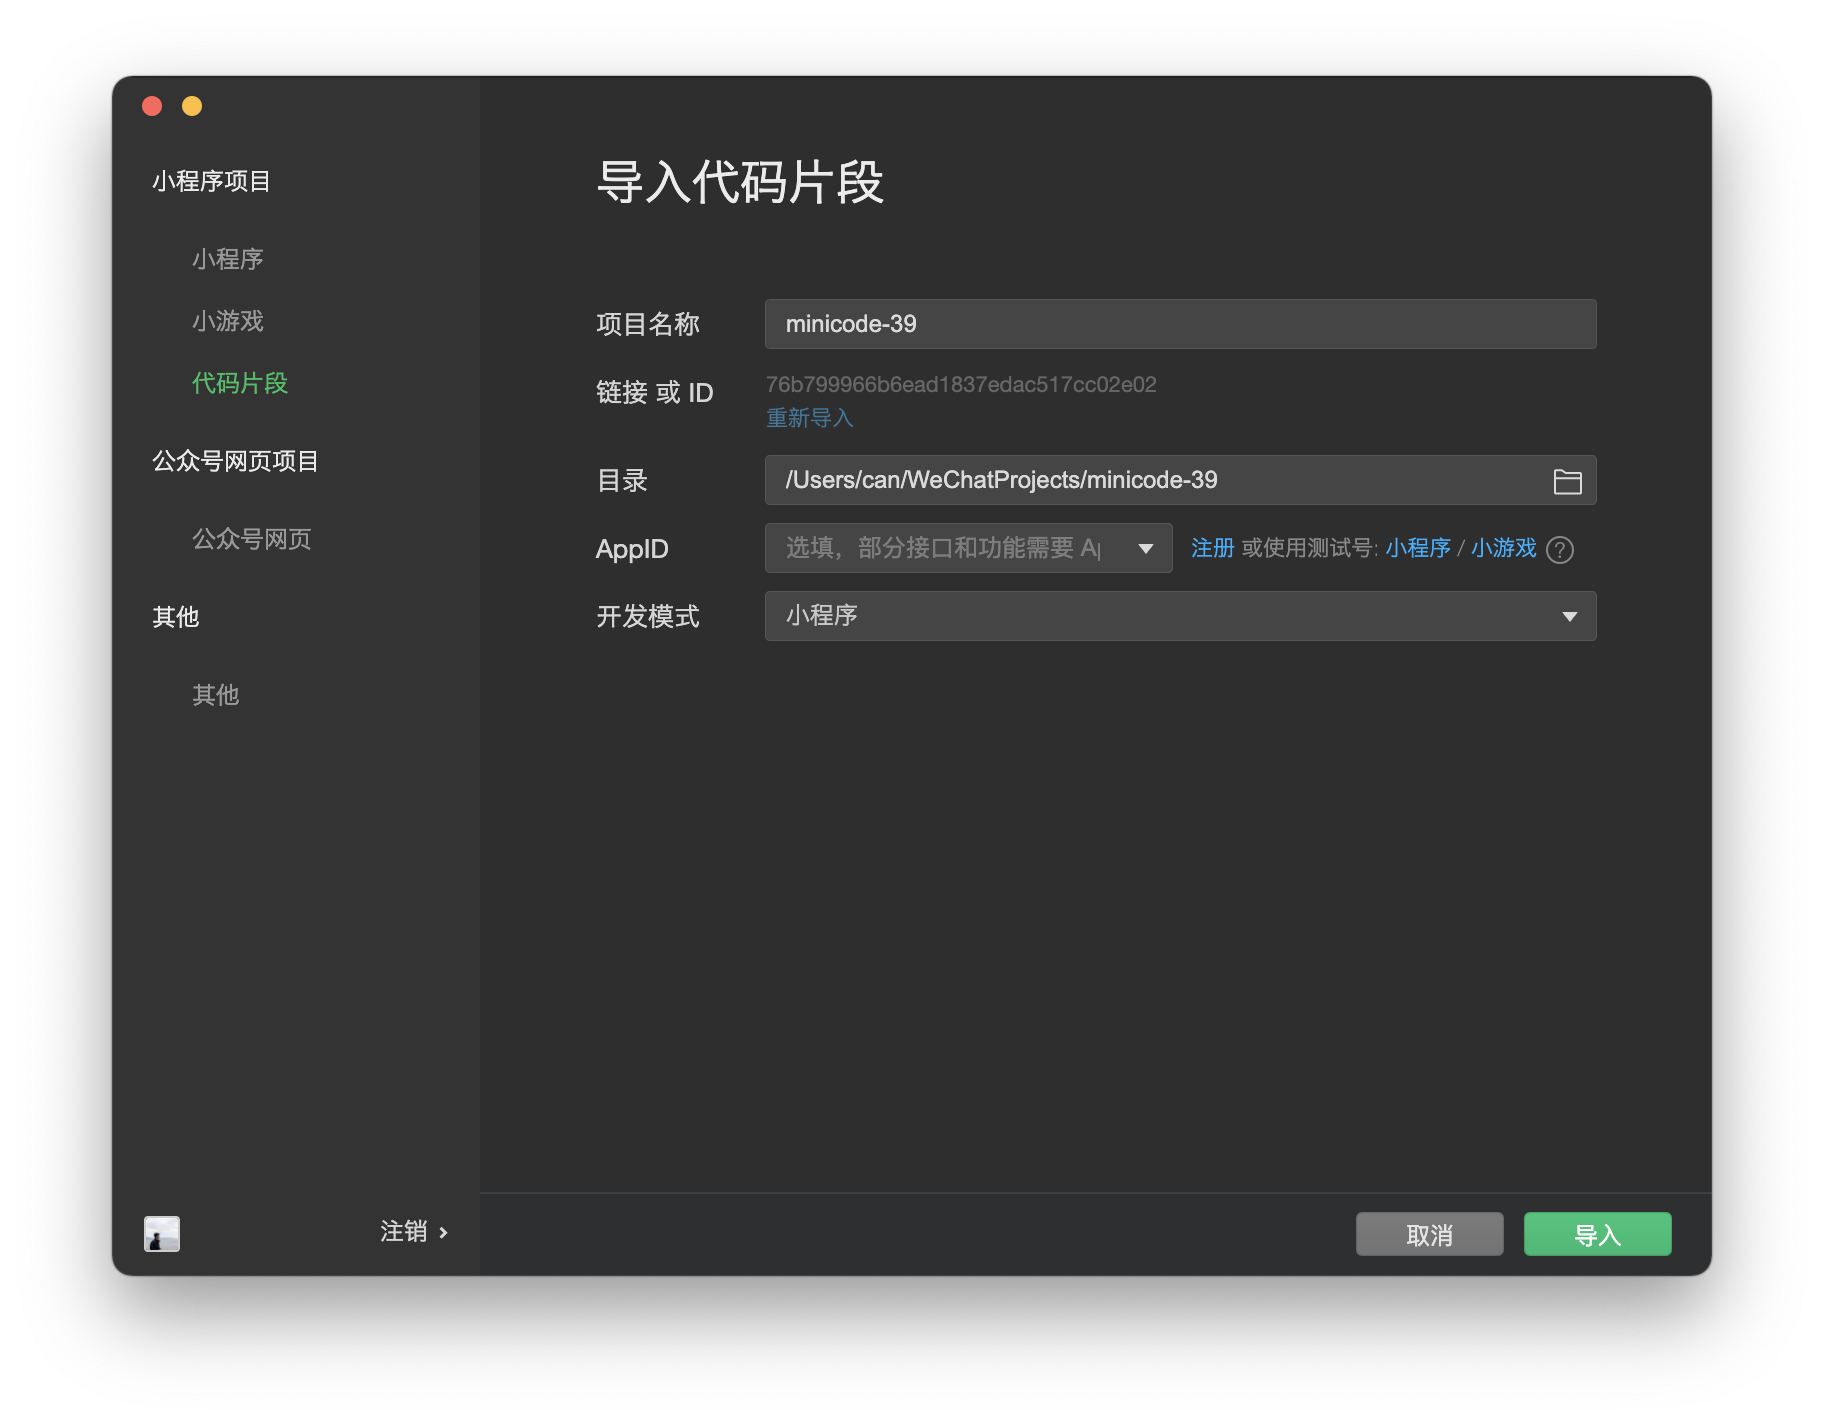 小程序项目
小程序
小游戏
代码片段
公众号网页项目
公众号网页
其他
其他
注销
导入代码片段
项目名称 minicode-39
链接 或 ID 76b799966b6ead1837edac517cc02e02
重新导入
目录 /Users/can/WeChatProjects/minicode-39
AppID 选填，部分接口和功能需要 Ap 注册 或使用测试号: 小程序 / 小游戏 ?
开发模式 小程序
取消 导入